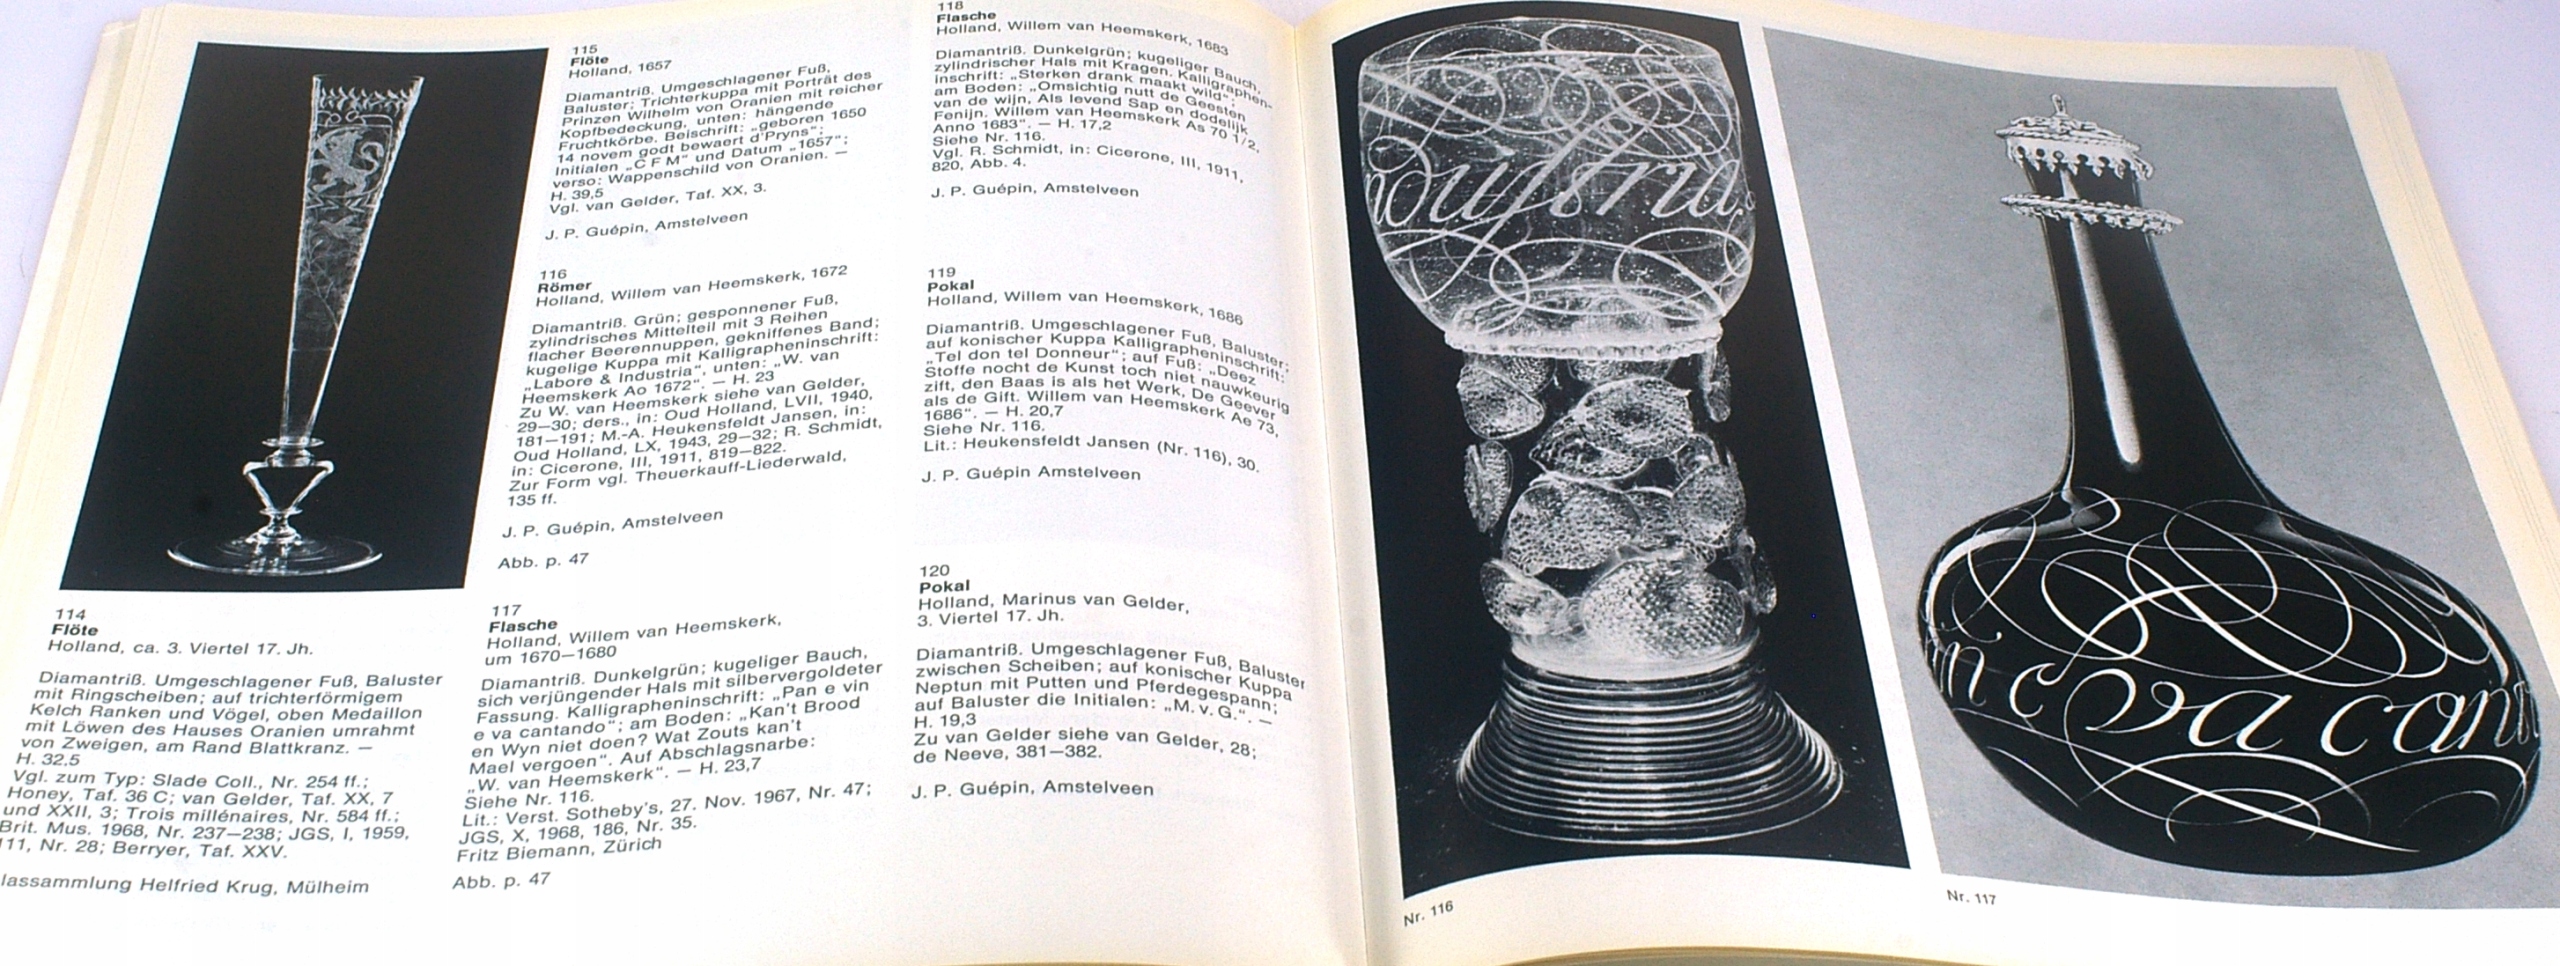 114
Flöte
Holland, ca. 3. Viertel 17. Jh.
Diamantriß. Umgeschlagener Fuß, Baluster
mit Ringscheiben; auf trichterförmigem
Kelch Ranken und Vögel, oben Medaillon
mit Löwen des Hauses Oranien umrahmt
von Zweigen, am Rand Blattkranz. —
H. 32,5
Vgl. zum Typ: Slade Coll., Nr. 254 ff.;
Honey, Taf. 36 C; van Gelder, Taf. XX, 7
und XXII, 3; Trois millénaires, Nr. 584 ff.;
Brit. Mus. 1968, Nr. 237—238; JGS, I, 1959,
111, Nr. 28; Berryer, Taf. XXV.
lassammlung Helfried Krug, Mülheim
115
Flöte
Holland, 1657
Diamantriß. Umgeschlagener Fuß,
Baluster; Trichterkuppa mit Porträt des
Prinzen Wilhelm von Oranien mit reicher
Kopfbedeckung, unten: hängende
Fruchtkörbe. Beischrift: „geboren 1650
14 novem godt bewaert d'Pryns“;
Initialen „C F M“ und Datum „1657“;
verso: Wappenschild von Oranien. —
H. 39,5
Vgl. van Gelder, Taf. XX, 3.
J. P. Guépin, Amstelveen
116
Römer
Holland, Willem van Heemskerk, 1672
Diamantriß. Grün; gesponnener Fuß,
zylindrisches Mittelteil mit 3 Reihen
flacher Beerennuppen, gekniffenes Band;
kugelige Kuppa mit Kalligrapheninschrift:
„Labore & Industria“, unten: „W. van
Heemskerk Ao 1672“. — H. 23
Zu W. van Heemskerk siehe van Gelder,
29—30; ders., in: Oud Holland, LVII, 1940,
181—191; M.-A. Heukensfeldt Jansen, in:
Oud Holland, LX, 1943, 29—32; R. Schmidt,
in: Cicerone, III, 1911, 819—822.
Zur Form vgl. Theuerkauff-Liederwald,
135 ff.
J. P. Guépin, Amstelveen
Abb. p. 47
117
Flasche
Holland, Willem van Heemskerk,
um 1670—1680
Diamantriß. Dunkelgrün; kugeliger Bauch,
sich verjüngender Hals mit silbervergoldeter
Fassung. Kalligrapheninschrift: „Pan e vin
e va cantando“; am Boden: „Kan't Brood
en Wyn niet doen? Wat Zouts kan't
Mael vergoen“. Auf Abschlagsnarbe:
„W. van Heemskerk“. — H. 23,7
Siehe Nr. 116.
Lit.: Verst. Sotheby's, 27. Nov. 1967, Nr. 47;
JGS, X, 1968, 186, Nr. 35.
Fritz Biemann, Zürich
Abb. p. 47
118
Flasche
Holland, Willem van Heemskerk, 1683
Diamantriß. Dunkelgrün; kugeliger Bauch,
zylindrischer Hals mit Kragen. Kalligraphen-
inschrift: „Sterken drank maakt wild“;
am Boden: „Omsichtig nutt de Geesten
van de wijn, Als levend Sap en dodelijk
Fenijn. Willem van Heemskerk As 70 1/2,
Anno 1683“. — H. 17,2
Siehe Nr. 116.
Vgl. R. Schmidt, in: Cicerone, III, 1911,
820, Abb. 4.
J. P. Guépin, Amstelveen
119
Pokal
Holland, Willem van Heemskerk, 1686
Diamantriß. Umgeschlagener Fuß, Baluster;
auf konischer Kuppa Kalligrapheninschrift:
„Tel don tel Donneur“; auf Fuß: „Deez
Stoffe nocht de Kunst toch niet nauwkeurig
zift, den Baas is als het Werk, De Geever
als de Gift. Willem van Heemskerk Ae 73,
1686“. — H. 20,7
Siehe Nr. 116.
Lit.: Heukensfeldt Jansen (Nr. 116), 30.
J. P. Guépin Amstelveen
120
Pokal
Holland, Marinus van Gelder,
3. Viertel 17. Jh.
Diamantriß. Umgeschlagener Fuß, Baluster
zwischen Scheiben; auf konischer Kuppa
Neptun mit Putten und Pferdegespann;
auf Baluster die Initialen: „M. v. G.“. —
H. 19,3
Zu van Gelder siehe van Gelder, 28;
de Neeve, 381—382.
J. P. Guépin, Amstelveen
ndustria
Nr. 116
n e va cant
Nr. 117